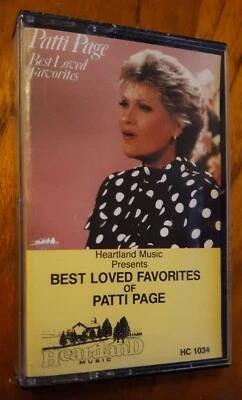 Patti Page
Best Loved
Favorites
Heartland Music
Presents
BEST LOVED FAVORITES
OF
PATTI PAGE
Heartland
MUSIC
HC 1034